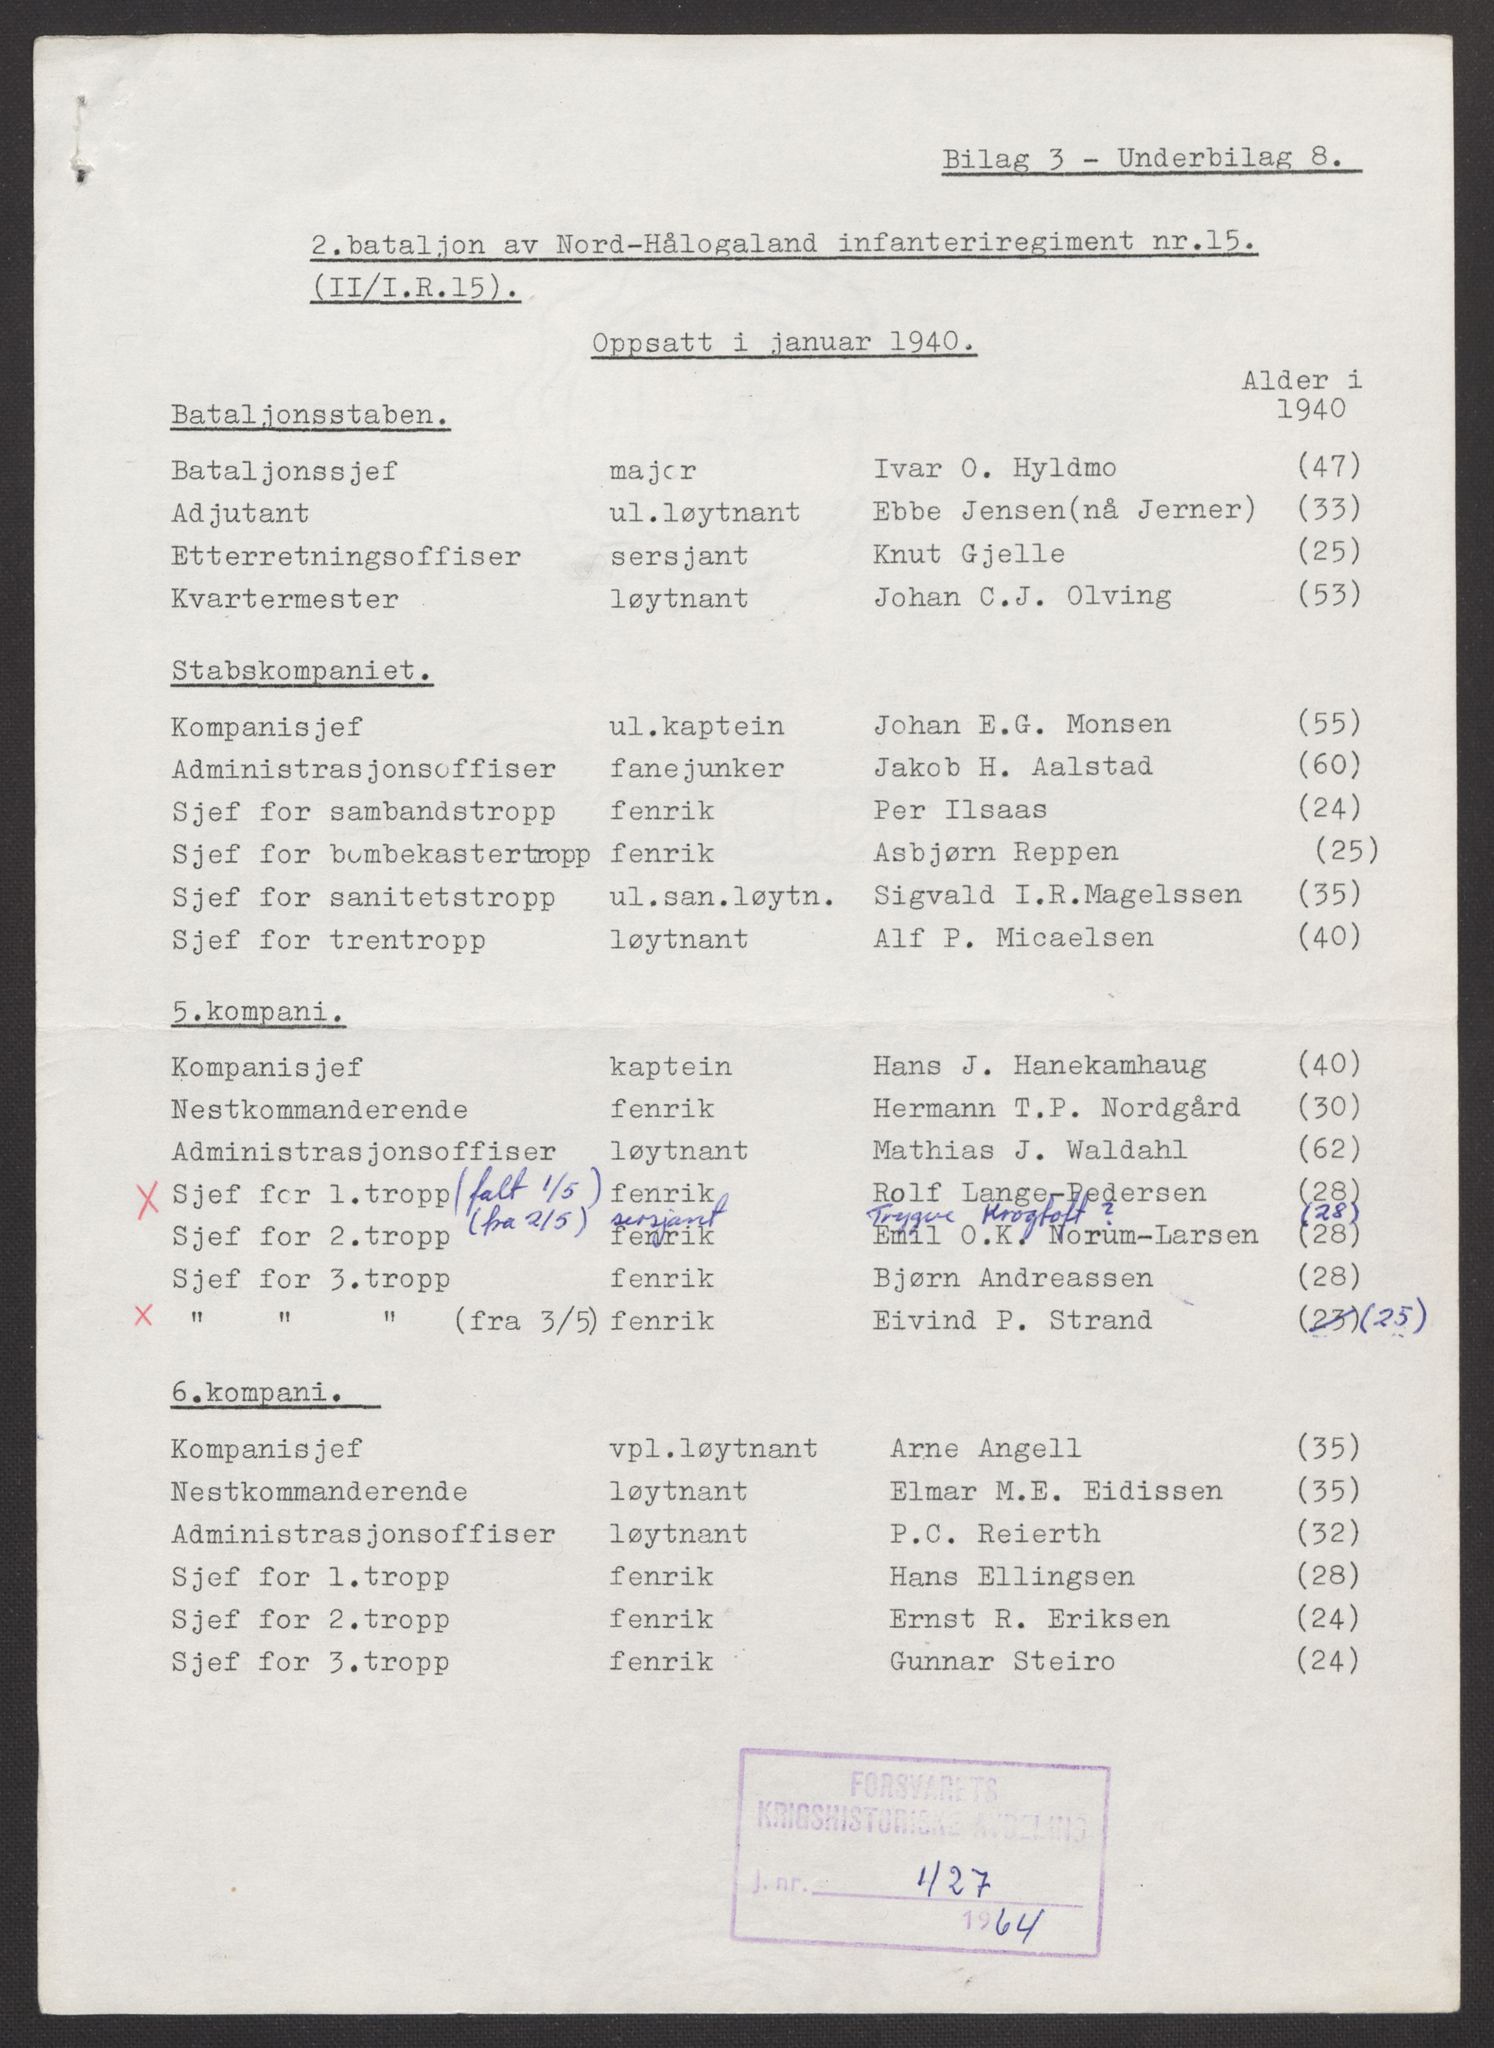 Bilag 3 - Underbilag 8.
2.bataljon av Nord-Hålogaland infanteriregiment nr.15.
(II/I.R.15).
Oppsatt i januar 1940.
Alder i
1940
Bataljonsstaben.
Bataljonssjef major Ivar O. Hyldmo (47)
Adjutant ul.løytnant Ebbe Jensen(nå Jerner) (33)
Etterretningsoffiser sersjant Knut Gjelle (25)
Kvartermester løytnant Johan C.J. Olving (53)
Stabskompaniet.
Kompanisjef ul.kaptein Johan E.G. Monsen (55)
Administrasjonsoffiser fanejunker Jakob H. Aalstad (60)
Sjef for sambandstropp fenrik Per Ilsaas (24)
Sjef for bombekastertropp fenrik Asbjørn Reppen (25)
Sjef for sanitetstropp ul.san.løytn. Sigvald I.R.Magelssen (35)
Sjef for trentropp løytnant Alf P. Micaelsen (40)
5.kompani.
Kompanisjef kaptein Hans J. Hanekamhaug (40)
Nestkommanderende fenrik Hermann T.P. Nordgård (30)
Administrasjonsoffiser løytnant Mathias J. Waldahl (62)
X Sjef for 1.tropp (falt 1/5) fenrik Rolf Lange-Pedersen (28)
(fra 2/5) sersjant Trygve Krogtoft ? (28)
Sjef for 2.tropp fenrik Emil O.K. Norum-Larsen (28)
Sjef for 3.tropp fenrik Bjørn Andreassen (28)
X " " " (fra 3/5) fenrik Eivind P. Strand (23) (25)
6.kompani.
Kompanisjef vpl.løytnant Arne Angell (35)
Nestkommanderende løytnant Elmar M.E. Eidissen (35)
Administrasjonsoffiser løytnant P.C. Reierth (32)
Sjef for 1.tropp fenrik Hans Ellingsen (28)
Sjef for 2.tropp fenrik Ernst R. Eriksen (24)
Sjef for 3.tropp fenrik Gunnar Steiro (24)
FORSVARETS
KRIGSHISTORISKE AVDELING
j. nr. 427
1964